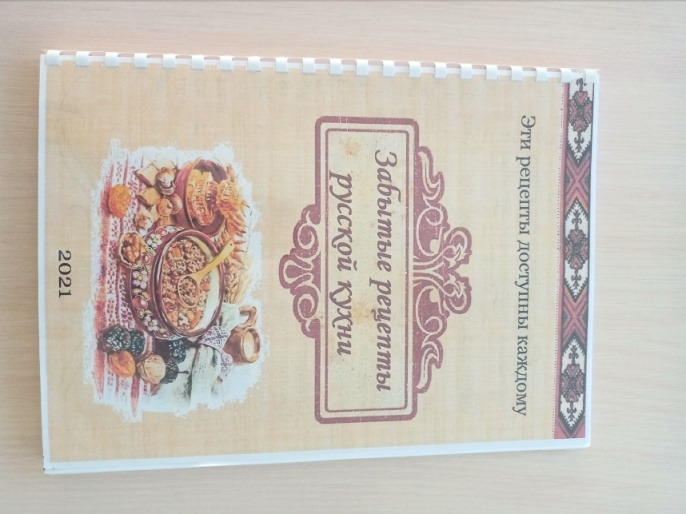 Эти рецепты доступны каждому
Забытые рецепты
русской кухни
2021